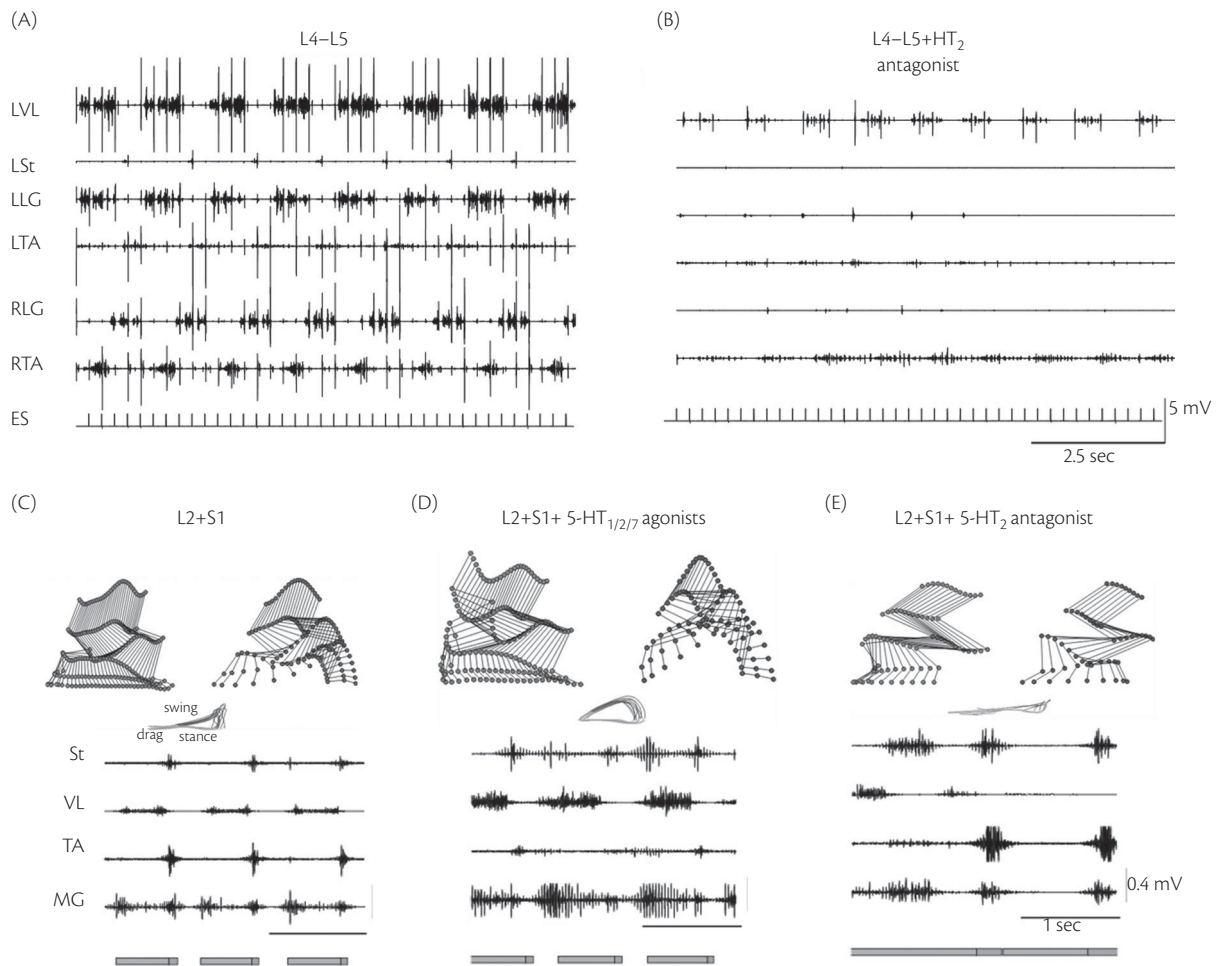 (A)
L4–L5
(B)
L4–L5+HT2
antagonist
LVL
LSt
LLG
LTA
RLG
RTA
ES
5 mV
2.5 sec
(C)
L2+S1
(D)
L2+S1+ 5-HT1/2/7 agonists
(E)
L2+S1+ 5-HT2 antagonist
swing
drag
stance
St
VL
TA
MG
0.4 mV
1 sec